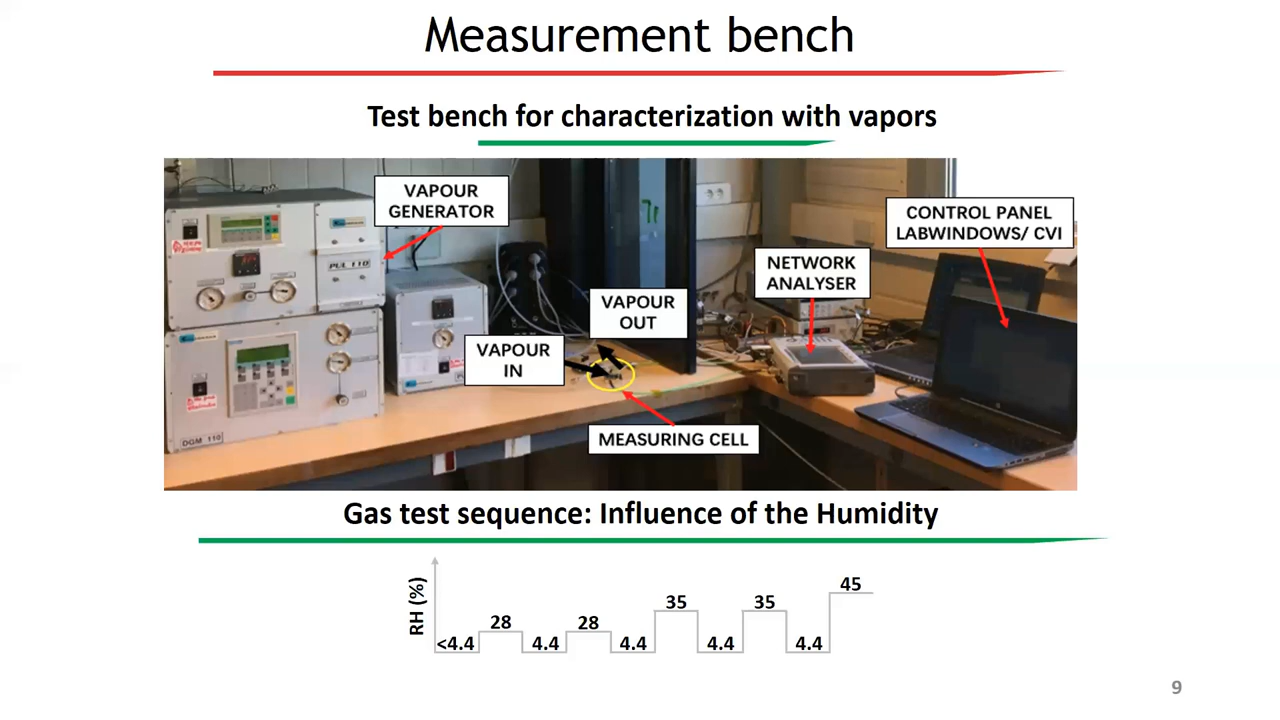 Measurement bench
Test bench for characterization with vapors
VAPOUR
GENERATOR
CONTROL PANEL
LABWINDOWS/ CVI
NETWORK
ANALYSER
VAPOUR
OUT
VAPOUR
IN
MEASURING CELL
PUL 110
DGM 110
Gas test sequence: Influence of the Humidity
RH (%)
<4.4
28
4.4
28
4.4
35
4.4
35
4.4
45
9